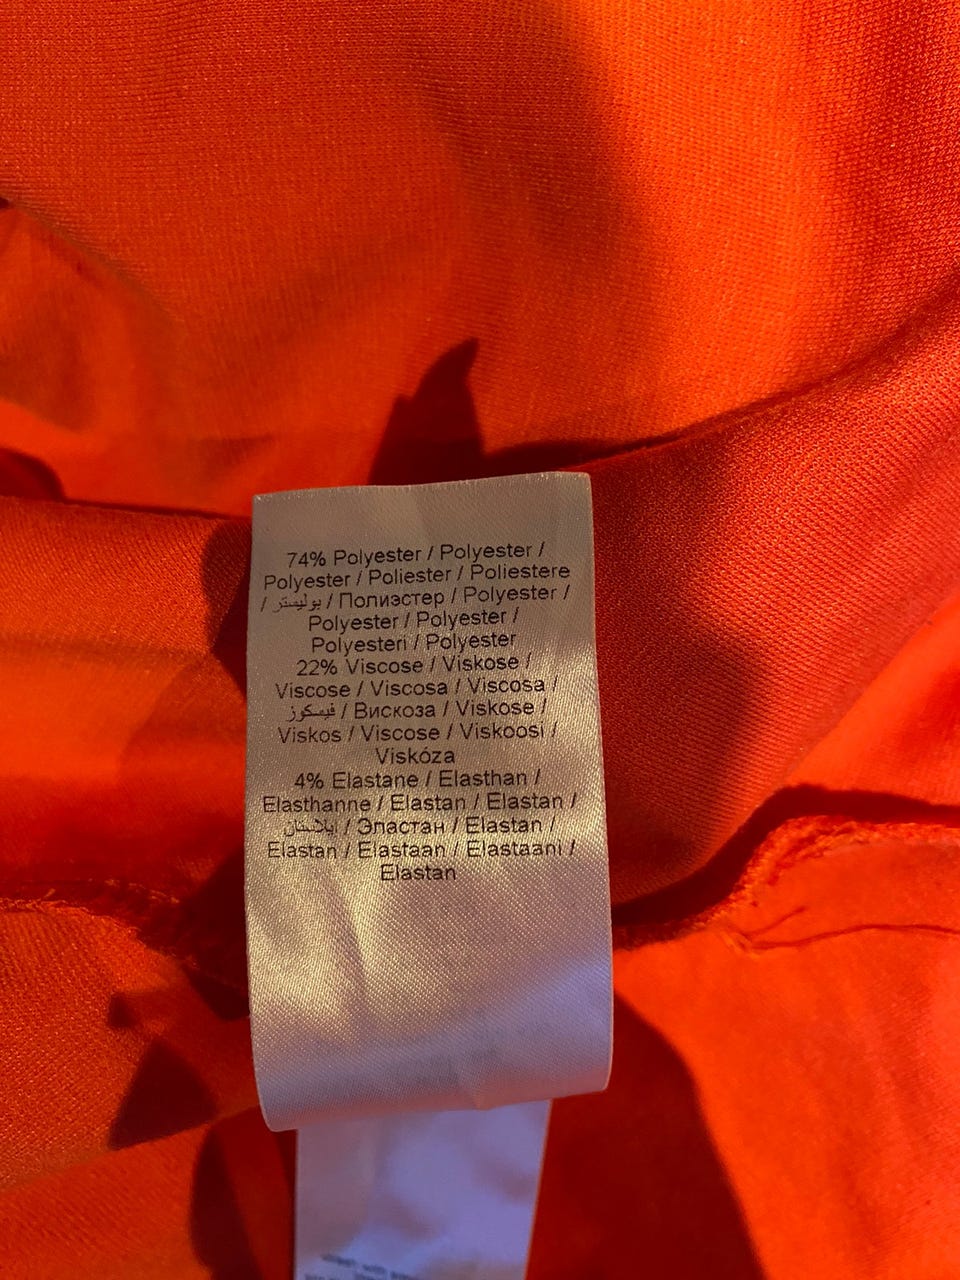 74% Polyester / Polyester /
Polyester / Poliester / Poliestere
/ بوليستر / Полиэстер / Polyester /
Polyester / Polyester /
Polyesteri / Polyester
22% Viscose / Viskose /
Viscose / Viscosa / Viscosa /
فيسكوز / Вискоза / Viskose /
Viskos / Viscose / Viskoosi /
Viskóza
4% Elastane / Elasthan /
Elasthanne / Elastan / Elastan /
إيلاستان / Эластан / Elastan /
Elastan / Elastaan / Elastaani /
Elastan
wash with